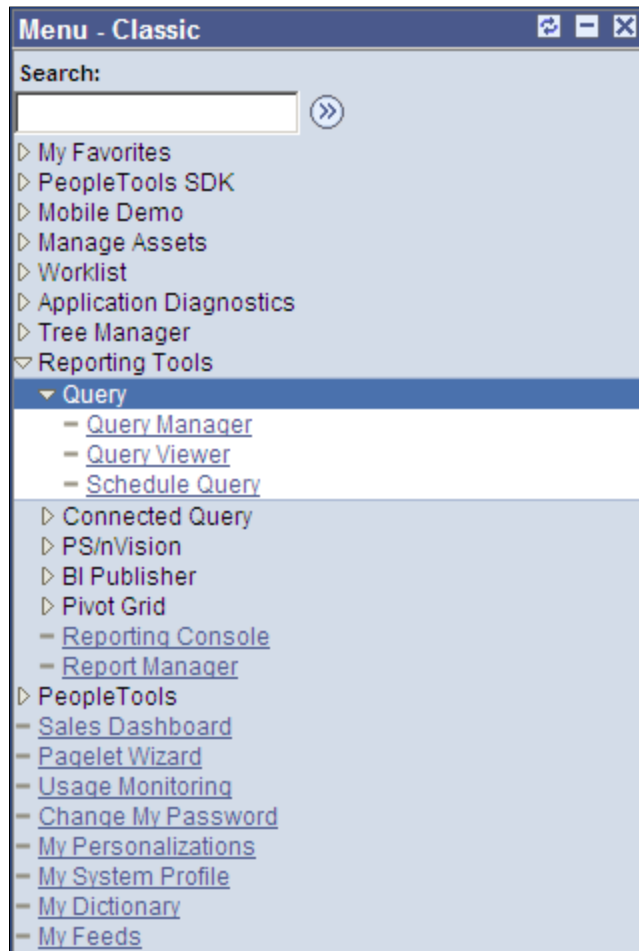 Menu - Classic
Search:
My Favorites
PeopleTools SDK
Mobile Demo
Manage Assets
Worklist
Application Diagnostics
Tree Manager
Reporting Tools
Query
Query Manager
Query Viewer
Schedule Query
Connected Query
PS/nVision
BI Publisher
Pivot Grid
Reporting Console
Report Manager
PeopleTools
Sales Dashboard
Pagelet Wizard
Usage Monitoring
Change My Password
My Personalizations
My System Profile
My Dictionary
My Feeds